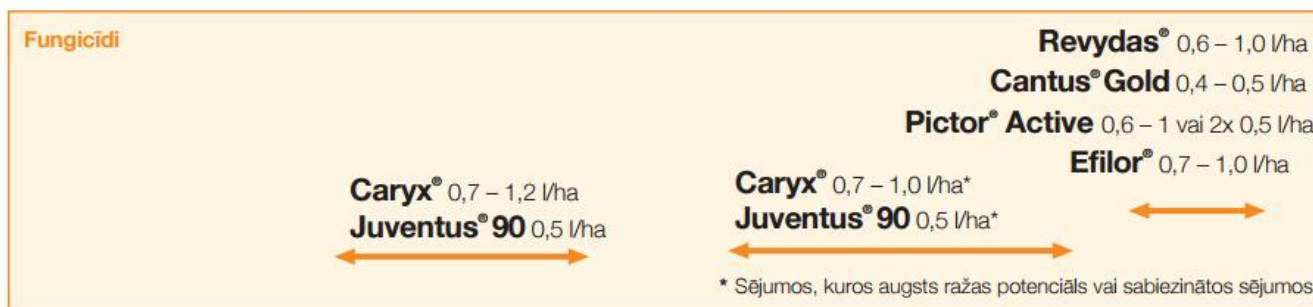 Fungicīdi
Revydas® 0,6 – 1,0 l/ha
Cantus® Gold 0,4 – 0,5 l/ha
Pictor® Active 0,6 – 1 vai 2x 0,5 l/ha
Efilor® 0,7 – 1,0 l/ha
Caryx® 0,7 – 1,2 l/ha
Juventus® 90 0,5 l/ha
Caryx® 0,7 – 1,0 l/ha*
Juventus® 90 0,5 l/ha*
* Sējumos, kuros augsts ražas potenciāls vai sabiezinātos sējumos